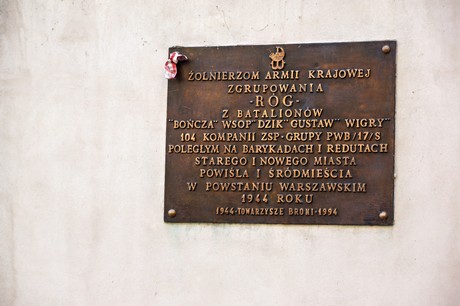 ŻOŁNIERZOM ARMII KRAJOWEJ
ZGRUPOWANIA
-RÓG-
Z BATALIONÓW
"BOŃCZA" WSOP "DZIK" GUSTAW" WIGRY"
104 KOMPANII ZSP-GRUPY PWB/17/S
POLEGŁYM NA BARYKADACH I REDUTACH
STAREGO I NOWEGO MIASTA
POWIŚLA I ŚRÓDMIEŚCIA
W POWSTANIU WARSZAWSKIM
1944 ROKU
1944-TOWARZYSZE BRONI-1994